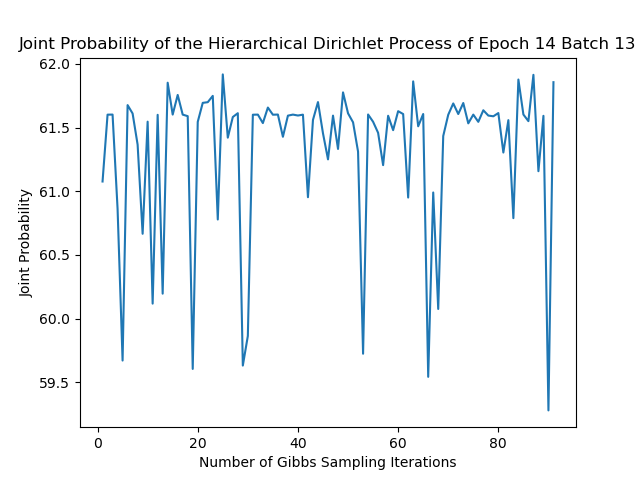 Joint Probability of the Hierarchical Dirichlet Process of Epoch 14 Batch 13
62.0
61.5
61.0
60.5
60.0
59.5
Joint Probability
0 20 40 60 80
Number of Gibbs Sampling Iterations